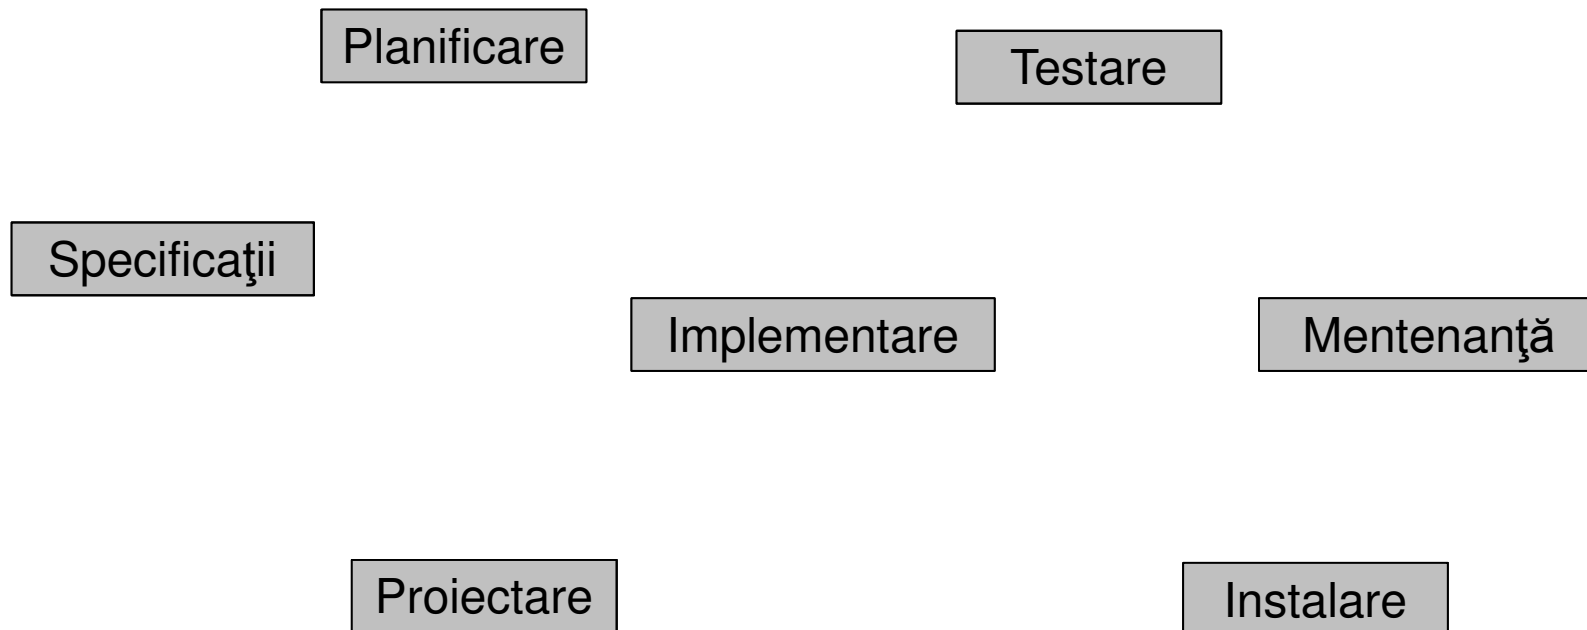 Planificare
Testare
Specificaţii
Implementare
Mentenanţă
Proiectare
Instalare